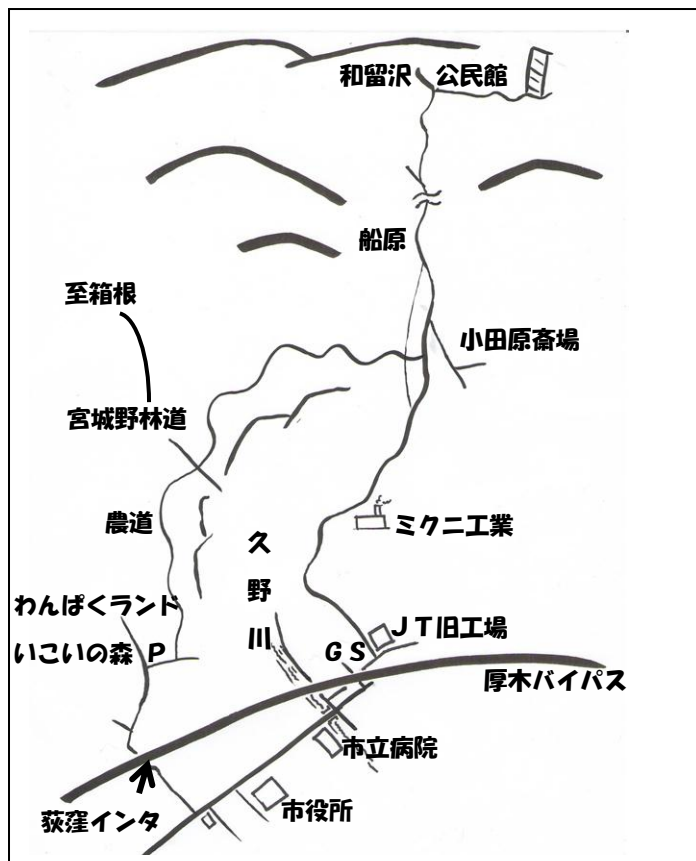 和留沢 公民館
船原
至箱根
小田原斎場
宮城野林道
農道
ミクニ工業
久野川
わんぱくランド
いこいの森 P
GS
JT旧工場
厚木バイパス
市立病院
荻窪インタ
市役所